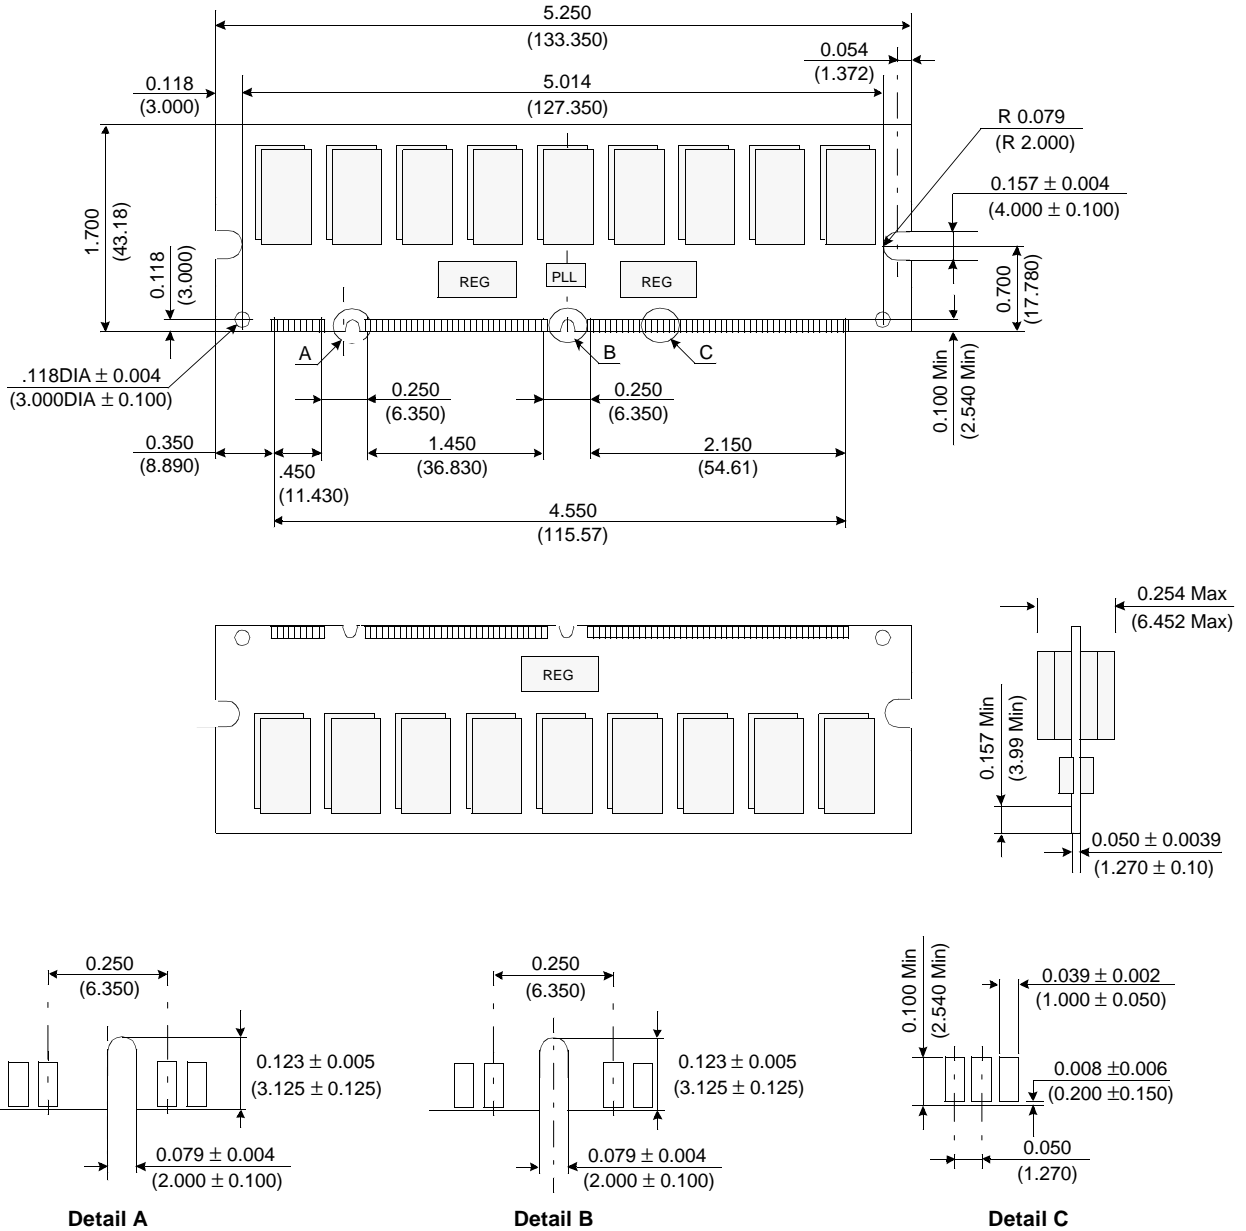 5.250
(133.350)
0.054
(1.372)
0.118
(3.000)
5.014
(127.350)
R 0.079
(R 2.000)
0.157 ± 0.004
(4.000 ± 0.100)
1.700
(43.18)
0.118
(3.000)
REG
PLL
REG
0.700
(17.780)
A
B
C
.118DIA ± 0.004
(3.000DIA ± 0.100)
0.250
(6.350)
0.250
(6.350)
0.100 Min
(2.540 Min)
0.350
(8.890)
.450
(11.430)
1.450
(36.830)
2.150
(54.61)
4.550
(115.57)
0.254 Max
(6.452 Max)
REG
0.157 Min
(3.99 Min)
0.050 ± 0.0039
(1.270 ± 0.10)
0.250
(6.350)
0.123 ± 0.005
(3.125 ± 0.125)
0.079 ± 0.004
(2.000 ± 0.100)
Detail A
0.250
(6.350)
0.123 ± 0.005
(3.125 ± 0.125)
0.079 ± 0.004
(2.000 ± 0.100)
Detail B
0.100 Min
(2.540 Min)
0.039 ± 0.002
(1.000 ± 0.050)
0.008 ±0.006
(0.200 ±0.150)
0.050
(1.270)
Detail C